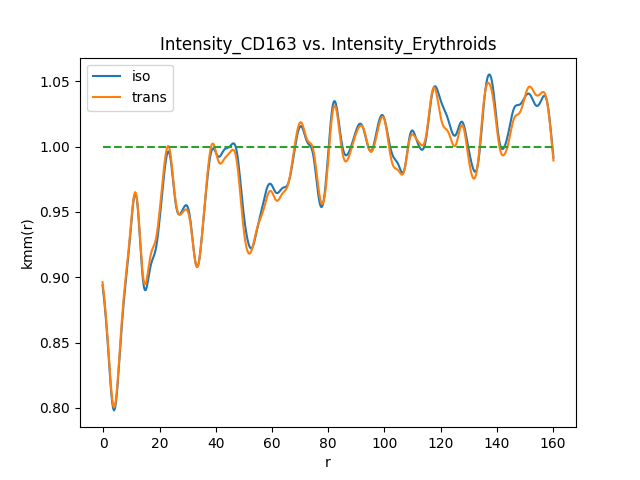 Intensity_CD163 vs. Intensity_Erythroids
iso
trans
1.05
1.00
0.95
0.90
0.85
0.80
kmm(r)
0 20 40 60 80 100 120 140 160
r